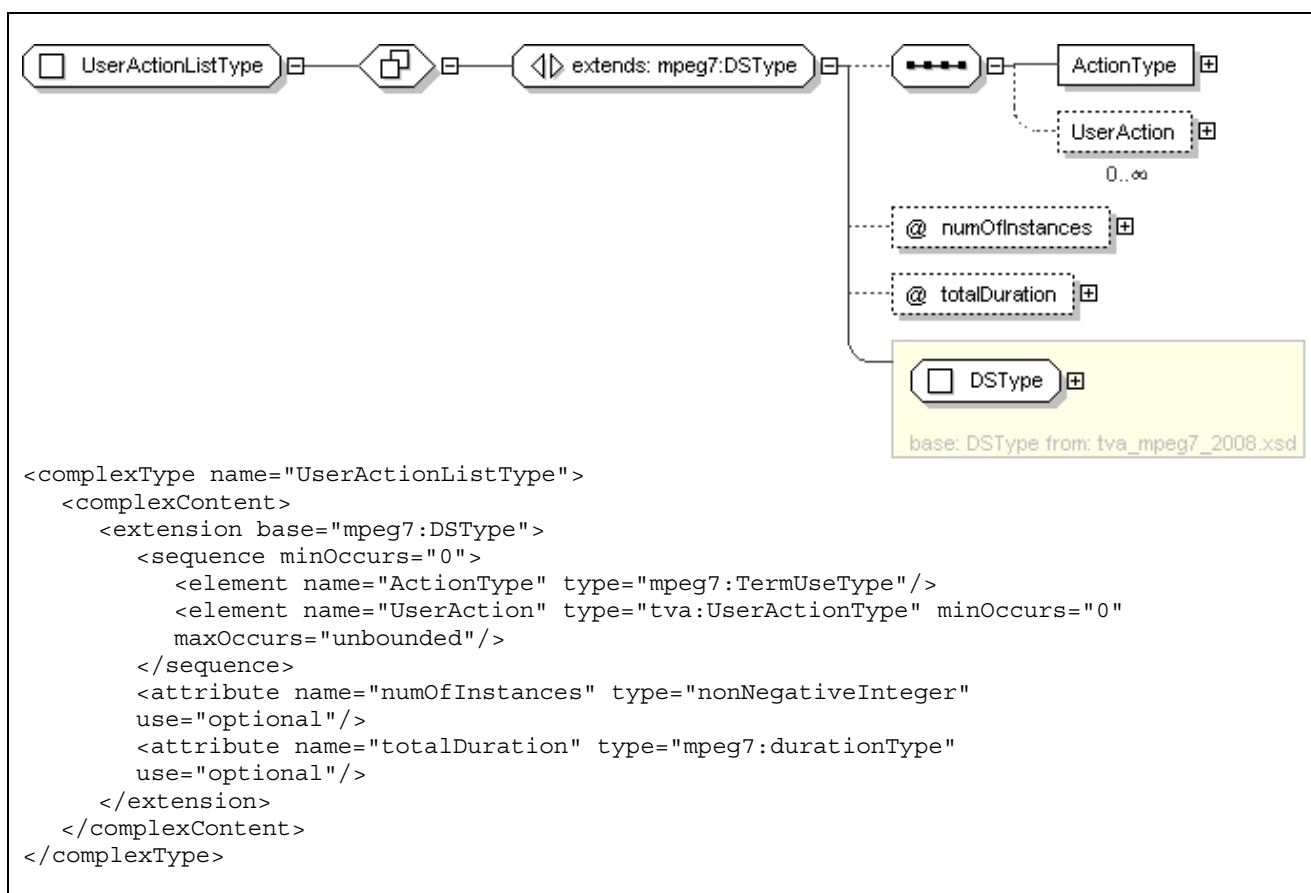 UserActionListType
extends: mpeg7:DSType
ActionType
UserAction
0..∞
@ numOfInstances
@ totalDuration
DSType
base: DSType from: tva_mpeg7_2008.xsd
<complexType name="UserActionListType">
<complexContent>
<extension base="mpeg7:DSType">
<sequence minOccurs="0">
<element name="ActionType" type="mpeg7:TermUseType"/>
<element name="UserAction" type="tva:UserActionType" minOccurs="0"
maxOccurs="unbounded"/>
</sequence>
<attribute name="numOfInstances" type="nonNegativeInteger"
use="optional"/>
<attribute name="totalDuration" type="mpeg7:durationType"
use="optional"/>
</extension>
</complexContent>
</complexType>